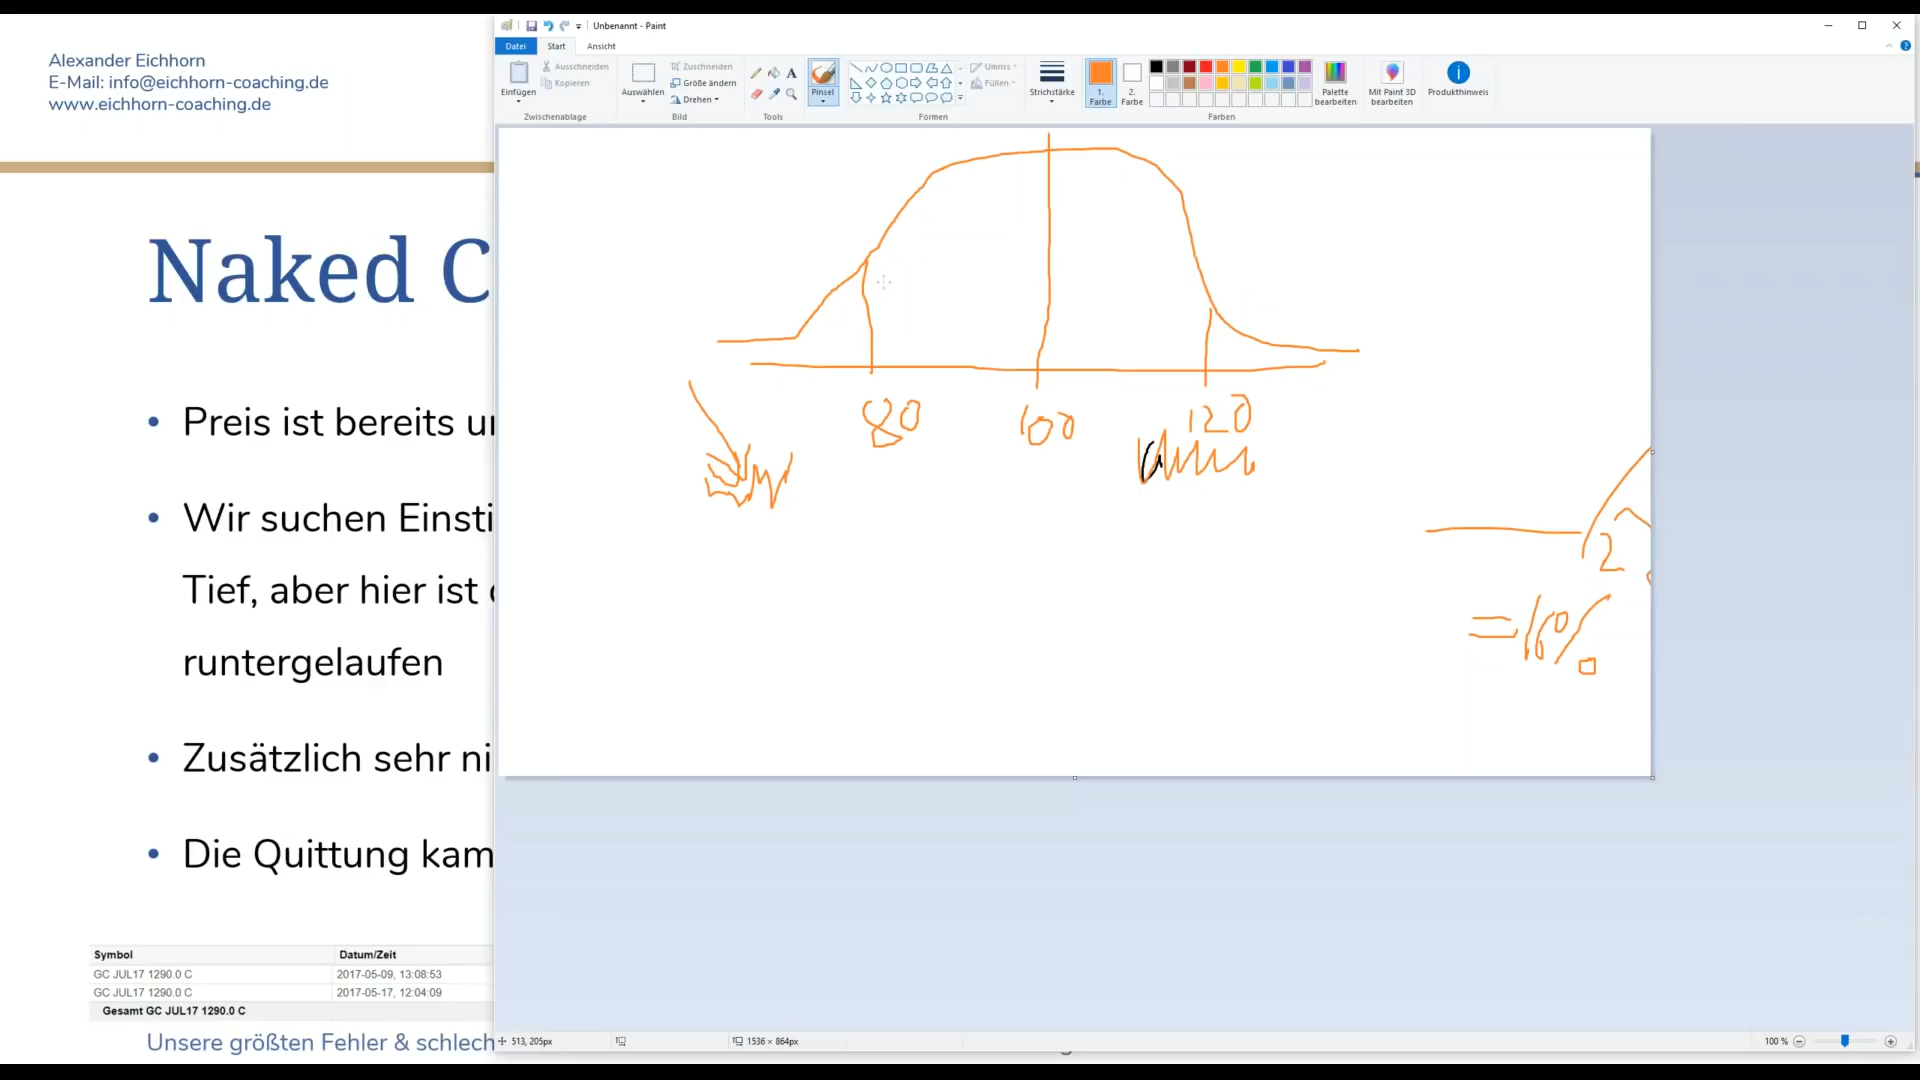 Alexander Eichhorn
E-Mail: info@eichhorn-coaching.de
www.eichhorn-coaching.de
Naked C
• Preis ist bereits
• Wir suchen Einsti
Tief, aber hier ist
runtergelaufen
• Zusätzlich sehr ni
• Die Quittung kam
Symbol Datum/Zeit
GC JUL17 1290.0 C 2017-05-09, 13:08:53
GC JUL17 1290.0 C 2017-05-17, 12:04:09
Gesamt GC JUL17 1290.0 C
Unsere größten Fehler & schlech
Unbenannt - Paint
Datei Start Ansicht
Einfügen
Ausschneiden
Kopieren
Zwischenablage
Auswählen
Zuschneiden
Größe ändern
Drehen
Bild
A
Tools
Pinsel
Umriss
Füllen
Formen
Strichstärke
1. Farbe
2. Farbe
Palette bearbeiten
Farben
Mit Paint 3D bearbeiten
Produkthinweis
80 100 120
2
513, 205px
1536 × 864px
100 %